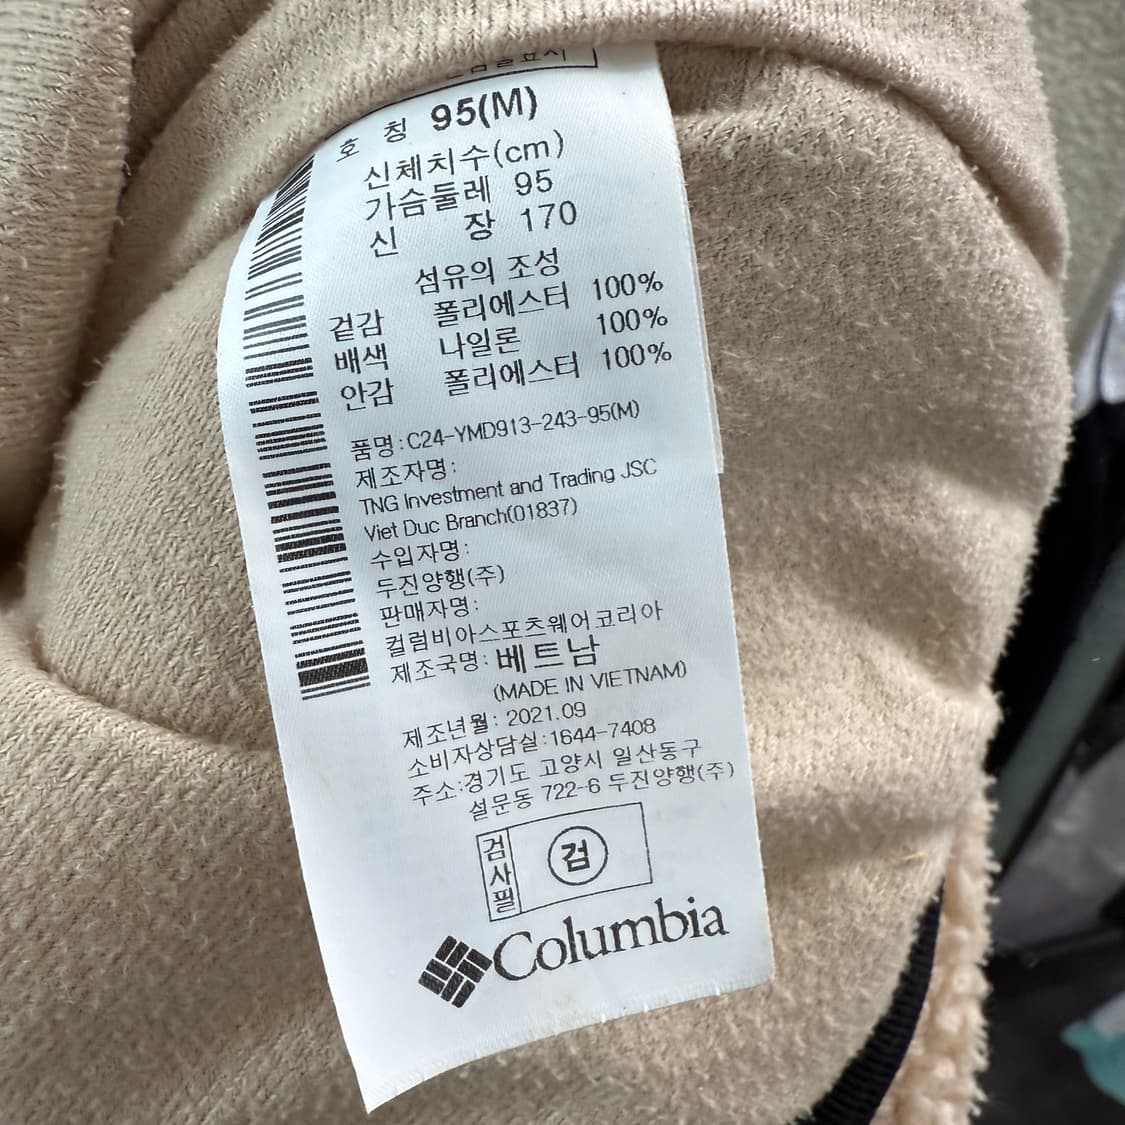 호 칭 95(M)
신체치수(cm)
가슴둘레 95
신 장 170
섬유의 조성
겉감 폴리에스터 100%
배색 나일론 100%
안감 폴리에스터 100%
품명:C24-YMD913-243-95(M)
제조자명:
TNG Investment and Trading JSC
Viet Duc Branch(01837)
수입자명:
두진양행(주)
판매자명:
컬럼비아스포츠웨어코리아
제조국명:베트남
(MADE IN VIETNAM)
제조년월: 2021.09
소비자상담실:1644-7408
주소:경기도 고양시 일산동구
설문동 722-6 두진양행(주)
검사필
검
Columbia